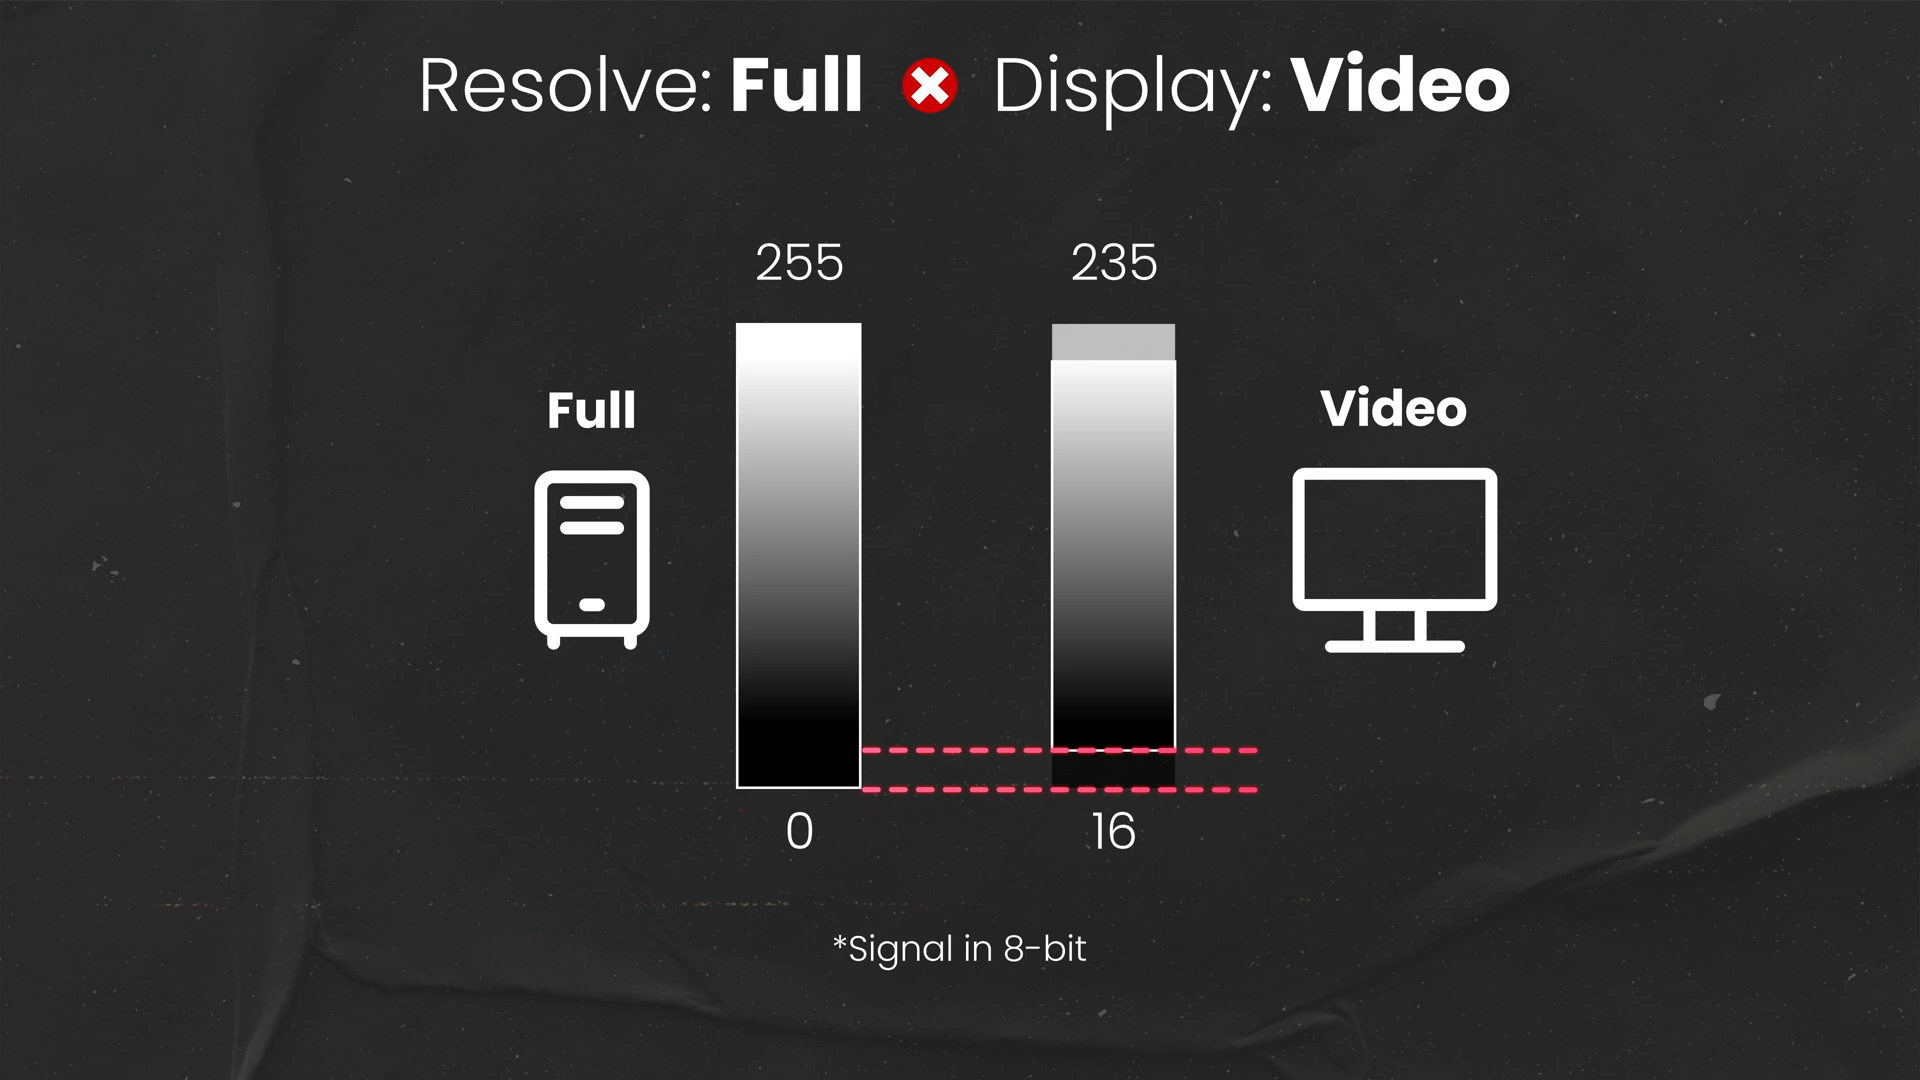 Resolve: Full Display: Video
255 235
Full Video
0 16
*Signal in 8-bit